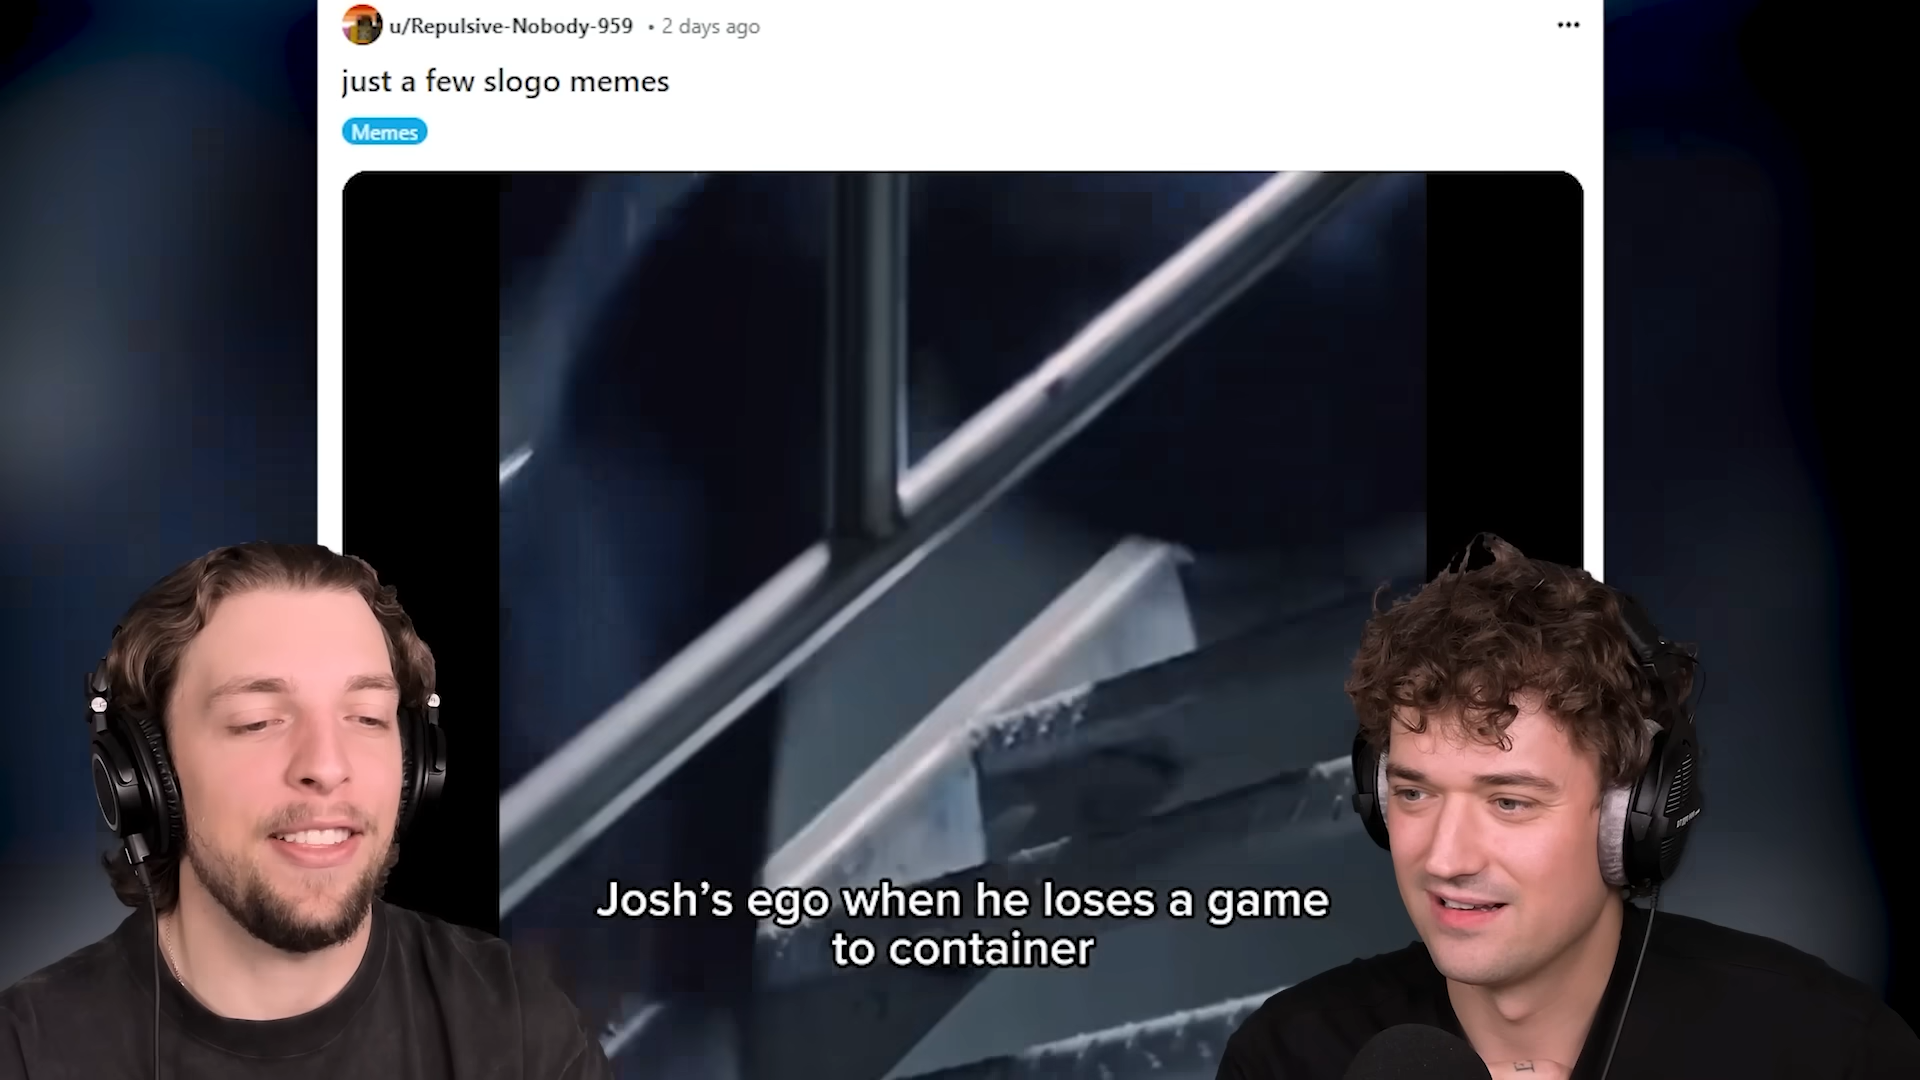 u/Repulsive-Nobody-959 • 2 days ago
just a few slogo memes
Memes
Josh’s ego when he loses a game
to container